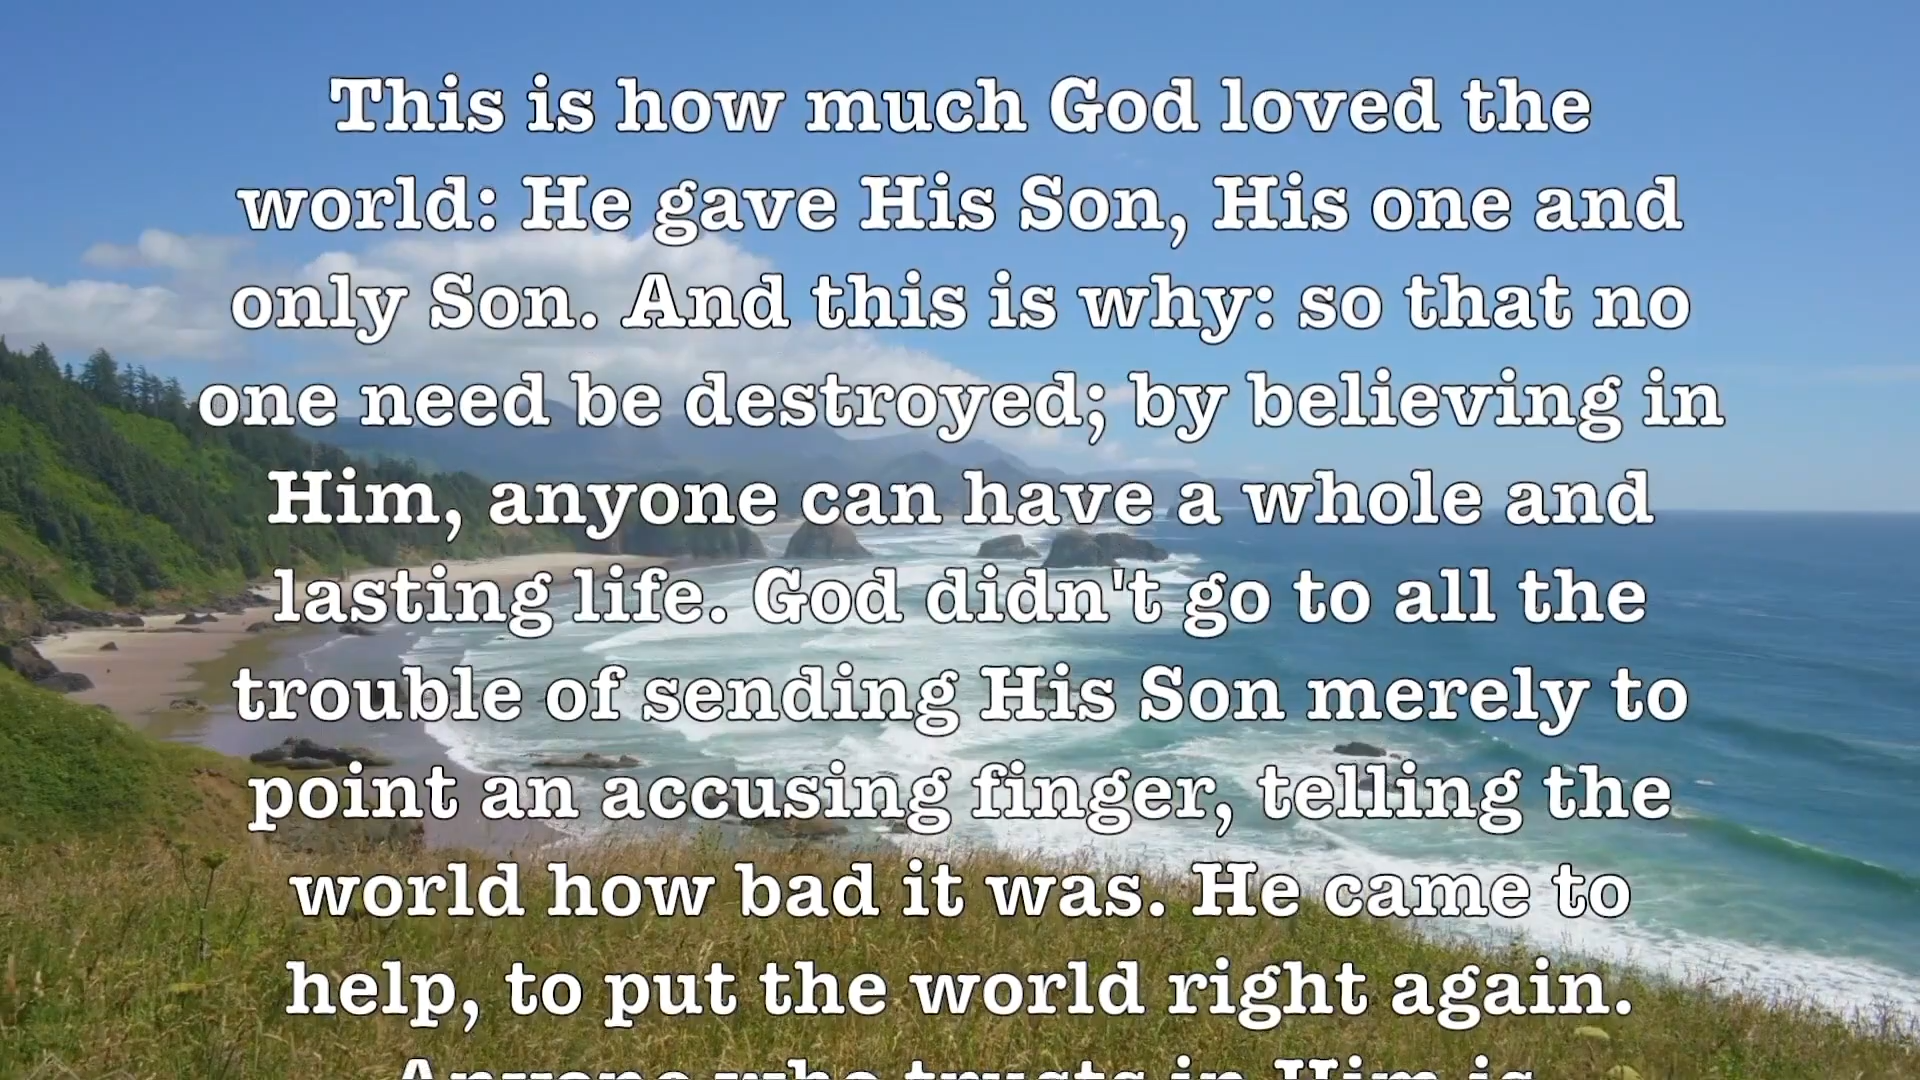 This is how much God loved the
world: He gave His Son, His one and
only Son. And this is why: so that no
one need be destroyed; by believing in
Him, anyone can have a whole and
lasting life. God didn't go to all the
trouble of sending His Son merely to
point an accusing finger, telling the
world how bad it was. He came to
help, to put the world right again.
Anyone who trusts in Him is